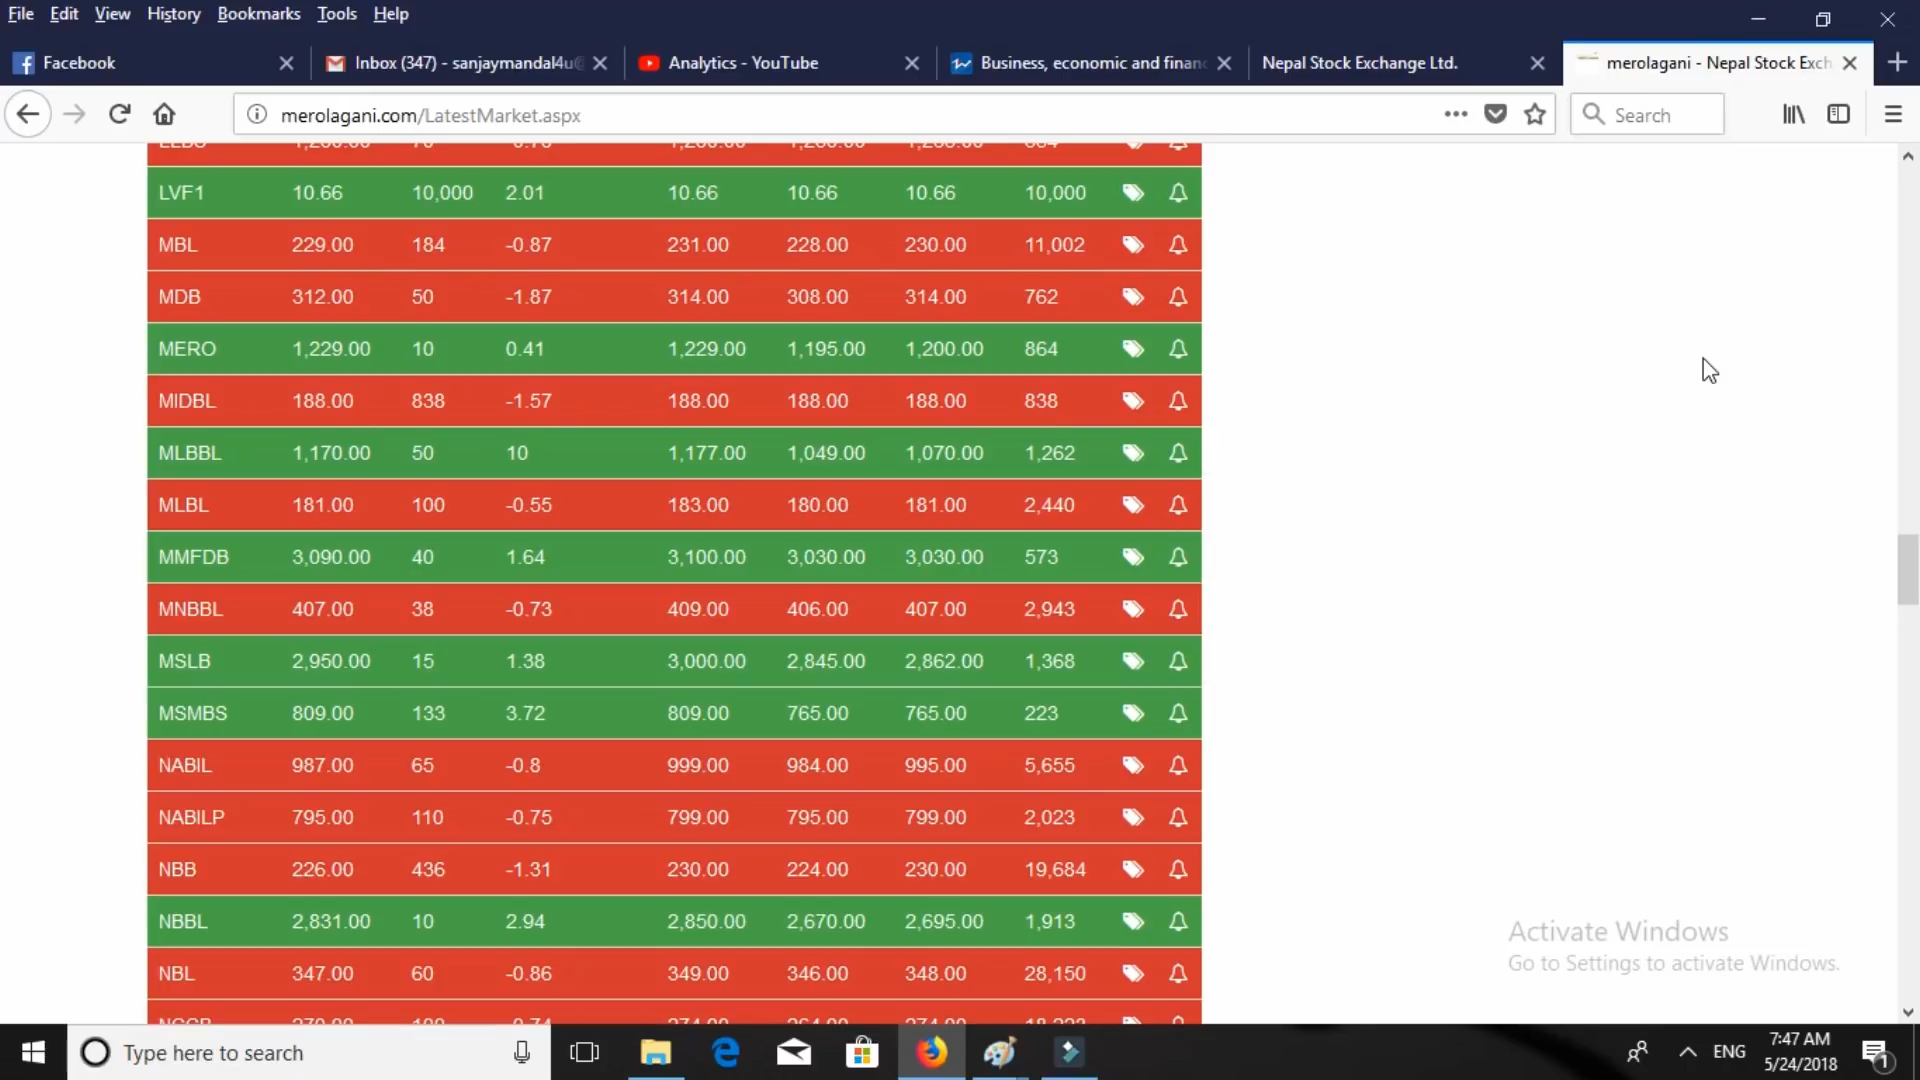 File Edit View History Bookmarks Tools Help
Facebook Inbox (347) - sanjaymandal4u Analytics - YouTube Business, economic and finan Nepal Stock Exchange Ltd. merolagani - Nepal Stock Exch
merolagani.com/LatestMarket.aspx Search
LVF1 10.66 10,000 2.01 10.66 10.66 10.66 10,000
MBL 229.00 184 -0.87 231.00 228.00 230.00 11,002
MDB 312.00 50 -1.87 314.00 308.00 314.00 762
MERO 1,229.00 10 0.41 1,229.00 1,195.00 1,200.00 864
MIDBL 188.00 838 -1.57 188.00 188.00 188.00 838
MLBBL 1,170.00 50 10 1,177.00 1,049.00 1,070.00 1,262
MLBL 181.00 100 -0.55 183.00 180.00 181.00 2,440
MMFDB 3,090.00 40 1.64 3,100.00 3,030.00 3,030.00 573
MNBBL 407.00 38 -0.73 409.00 406.00 407.00 2,943
MSLB 2,950.00 15 1.38 3,000.00 2,845.00 2,862.00 1,368
MSMBS 809.00 133 3.72 809.00 765.00 765.00 223
NABIL 987.00 65 -0.8 999.00 984.00 995.00 5,655
NABILP 795.00 110 -0.75 799.00 795.00 799.00 2,023
NBB 226.00 436 -1.31 230.00 224.00 230.00 19,684
NBBL 2,831.00 10 2.94 2,850.00 2,670.00 2,695.00 1,913
NBL 347.00 60 -0.86 349.00 346.00 348.00 28,150
Activate Windows
Go to Settings to activate Windows.
Type here to search
ENG
7:47 AM
5/24/2018
1